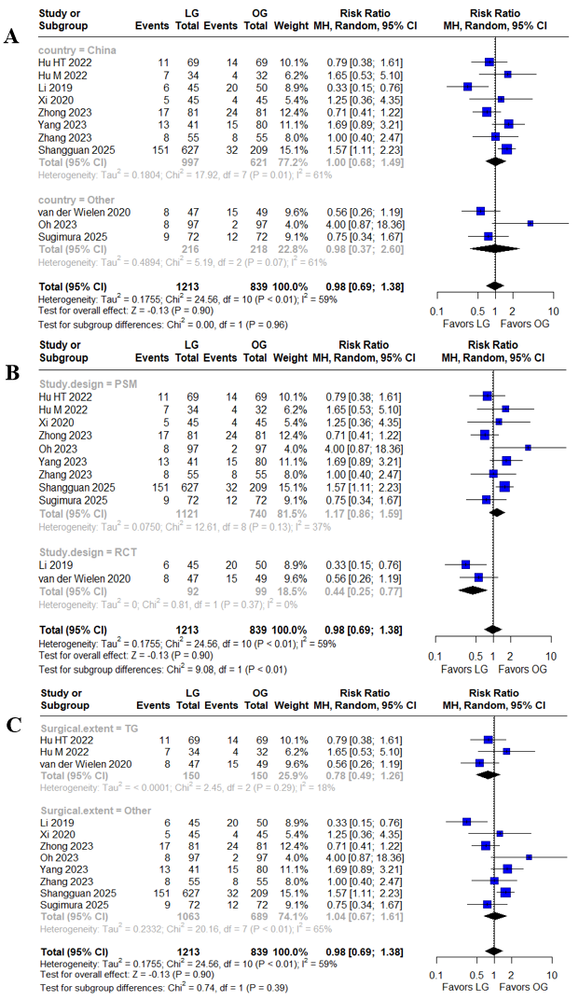 A
Study or LG OG Risk Ratio Risk Ratio
Subgroup Events Total Events Total Weight MH, Random, 95% CI MH, Random, 95% CI
country = China
Hu HT 2022 11 69 14 69 10.1% 0.79 [0.38; 1.61]
Hu M 2022 7 34 4 32 6.2% 1.65 [0.53; 5.10]
Li 2019 6 45 20 50 8.9% 0.33 [0.15; 0.76]
Xi 2020 5 45 4 45 5.4% 1.25 [0.36; 4.35]
Zhong 2023 17 81 24 81 12.4% 0.71 [0.41; 1.22]
Yang 2023 13 41 15 80 11.1% 1.69 [0.89; 3.21]
Zhang 2023 8 55 8 55 8.1% 1.00 [0.40; 2.47]
Shangguan 2025 151 627 32 209 15.1% 1.57 [1.11; 2.23]
Total (95% CI) 997 621 77.2% 1.00 [0.68; 1.49]
Heterogeneity: Tau² = 0.1804; Chi² = 17.92, df = 7 (P = 0.01); I² = 61%
country = Other
van der Wielen 2020 8 47 15 49 9.6% 0.56 [0.26; 1.19]
Oh 2023 8 97 2 97 4.0% 4.00 [0.87; 18.36]
Sugimura 2025 9 72 12 72 9.1% 0.75 [0.34; 1.67]
Total (95% CI) 216 218 22.8% 0.98 [0.37; 2.60]
Heterogeneity: Tau² = 0.4894; Chi² = 5.19, df = 2 (P = 0.07); I² = 61%
Total (95% CI) 1213 839 100.0% 0.98 [0.69; 1.38]
Heterogeneity: Tau² = 0.1755; Chi² = 24.56, df = 10 (P < 0.01); I² = 59%
Test for overall effect: Z = -0.13 (P = 0.90)
Test for subgroup differences: Chi² = 0.00, df = 1 (P = 0.96)
0.1 0.5 1 2 10
Favors LG Favors OG
B
Study or LG OG Risk Ratio Risk Ratio
Subgroup Events Total Events Total Weight MH, Random, 95% CI MH, Random, 95% CI
Study.design = PSM
Hu HT 2022 11 69 14 69 10.1% 0.79 [0.38; 1.61]
Hu M 2022 7 34 4 32 6.2% 1.65 [0.53; 5.10]
Xi 2020 5 45 4 45 5.4% 1.25 [0.36; 4.35]
Zhong 2023 17 81 24 81 12.4% 0.71 [0.41; 1.22]
Oh 2023 8 97 2 97 4.0% 4.00 [0.87; 18.36]
Yang 2023 13 41 15 80 11.1% 1.69 [0.89; 3.21]
Zhang 2023 8 55 8 55 8.1% 1.00 [0.40; 2.47]
Shangguan 2025 151 627 32 209 15.1% 1.57 [1.11; 2.23]
Sugimura 2025 9 72 12 72 9.1% 0.75 [0.34; 1.67]
Total (95% CI) 1121 740 81.5% 1.17 [0.86; 1.59]
Heterogeneity: Tau² = 0.0750; Chi² = 12.61, df = 8 (P = 0.13); I² = 37%
Study.design = RCT
Li 2019 6 45 20 50 8.9% 0.33 [0.15; 0.76]
van der Wielen 2020 8 47 15 49 9.6% 0.56 [0.26; 1.19]
Total (95% CI) 92 99 18.5% 0.44 [0.25; 0.77]
Heterogeneity: Tau² = 0; Chi² = 0.81, df = 1 (P = 0.37); I² = 0%
Total (95% CI) 1213 839 100.0% 0.98 [0.69; 1.38]
Heterogeneity: Tau² = 0.1755; Chi² = 24.56, df = 10 (P < 0.01); I² = 59%
Test for overall effect: Z = -0.13 (P = 0.90)
Test for subgroup differences: Chi² = 9.08, df = 1 (P < 0.01)
0.1 0.5 1 2 10
Favors LG Favors OG
C
Study or LG OG Risk Ratio Risk Ratio
Subgroup Events Total Events Total Weight MH, Random, 95% CI MH, Random, 95% CI
Surgical.extent = TG
Hu HT 2022 11 69 14 69 10.1% 0.79 [0.38; 1.61]
Hu M 2022 7 34 4 32 6.2% 1.65 [0.53; 5.10]
van der Wielen 2020 8 47 15 49 9.6% 0.56 [0.26; 1.19]
Total (95% CI) 150 150 25.9% 0.78 [0.49; 1.26]
Heterogeneity: Tau² = < 0.0001; Chi² = 2.45, df = 2 (P = 0.29); I² = 18%
Surgical.extent = Other
Li 2019 6 45 20 50 8.9% 0.33 [0.15; 0.76]
Xi 2020 5 45 4 45 5.4% 1.25 [0.36; 4.35]
Zhong 2023 17 81 24 81 12.4% 0.71 [0.41; 1.22]
Oh 2023 8 97 2 97 4.0% 4.00 [0.87; 18.36]
Yang 2023 13 41 15 80 11.1% 1.69 [0.89; 3.21]
Zhang 2023 8 55 8 55 8.1% 1.00 [0.40; 2.47]
Shangguan 2025 151 627 32 209 15.1% 1.57 [1.11; 2.23]
Sugimura 2025 9 72 12 72 9.1% 0.75 [0.34; 1.67]
Total (95% CI) 1063 689 74.1% 1.04 [0.67; 1.61]
Heterogeneity: Tau² = 0.2332; Chi² = 20.16, df = 7 (P < 0.01); I² = 65%
Total (95% CI) 1213 839 100.0% 0.98 [0.69; 1.38]
Heterogeneity: Tau² = 0.1755; Chi² = 24.56, df = 10 (P < 0.01); I² = 59%
Test for overall effect: Z = -0.13 (P = 0.90)
Test for subgroup differences: Chi² = 0.74, df = 1 (P = 0.39)
0.1 0.5 1 2 10
Favors LG Favors OG